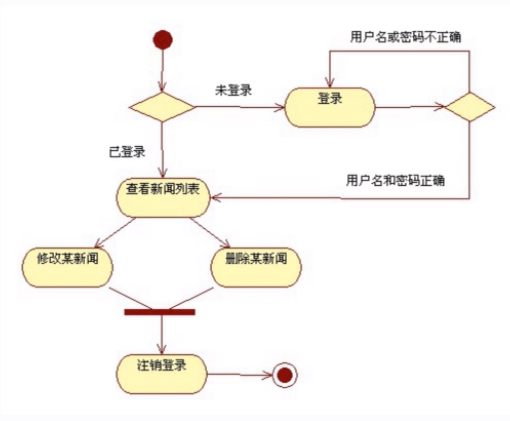 用户名或密码不正确
未登录
登录
已登录
用户名和密码正确
查看新闻列表
修改某新闻
删除某新闻
注销登录